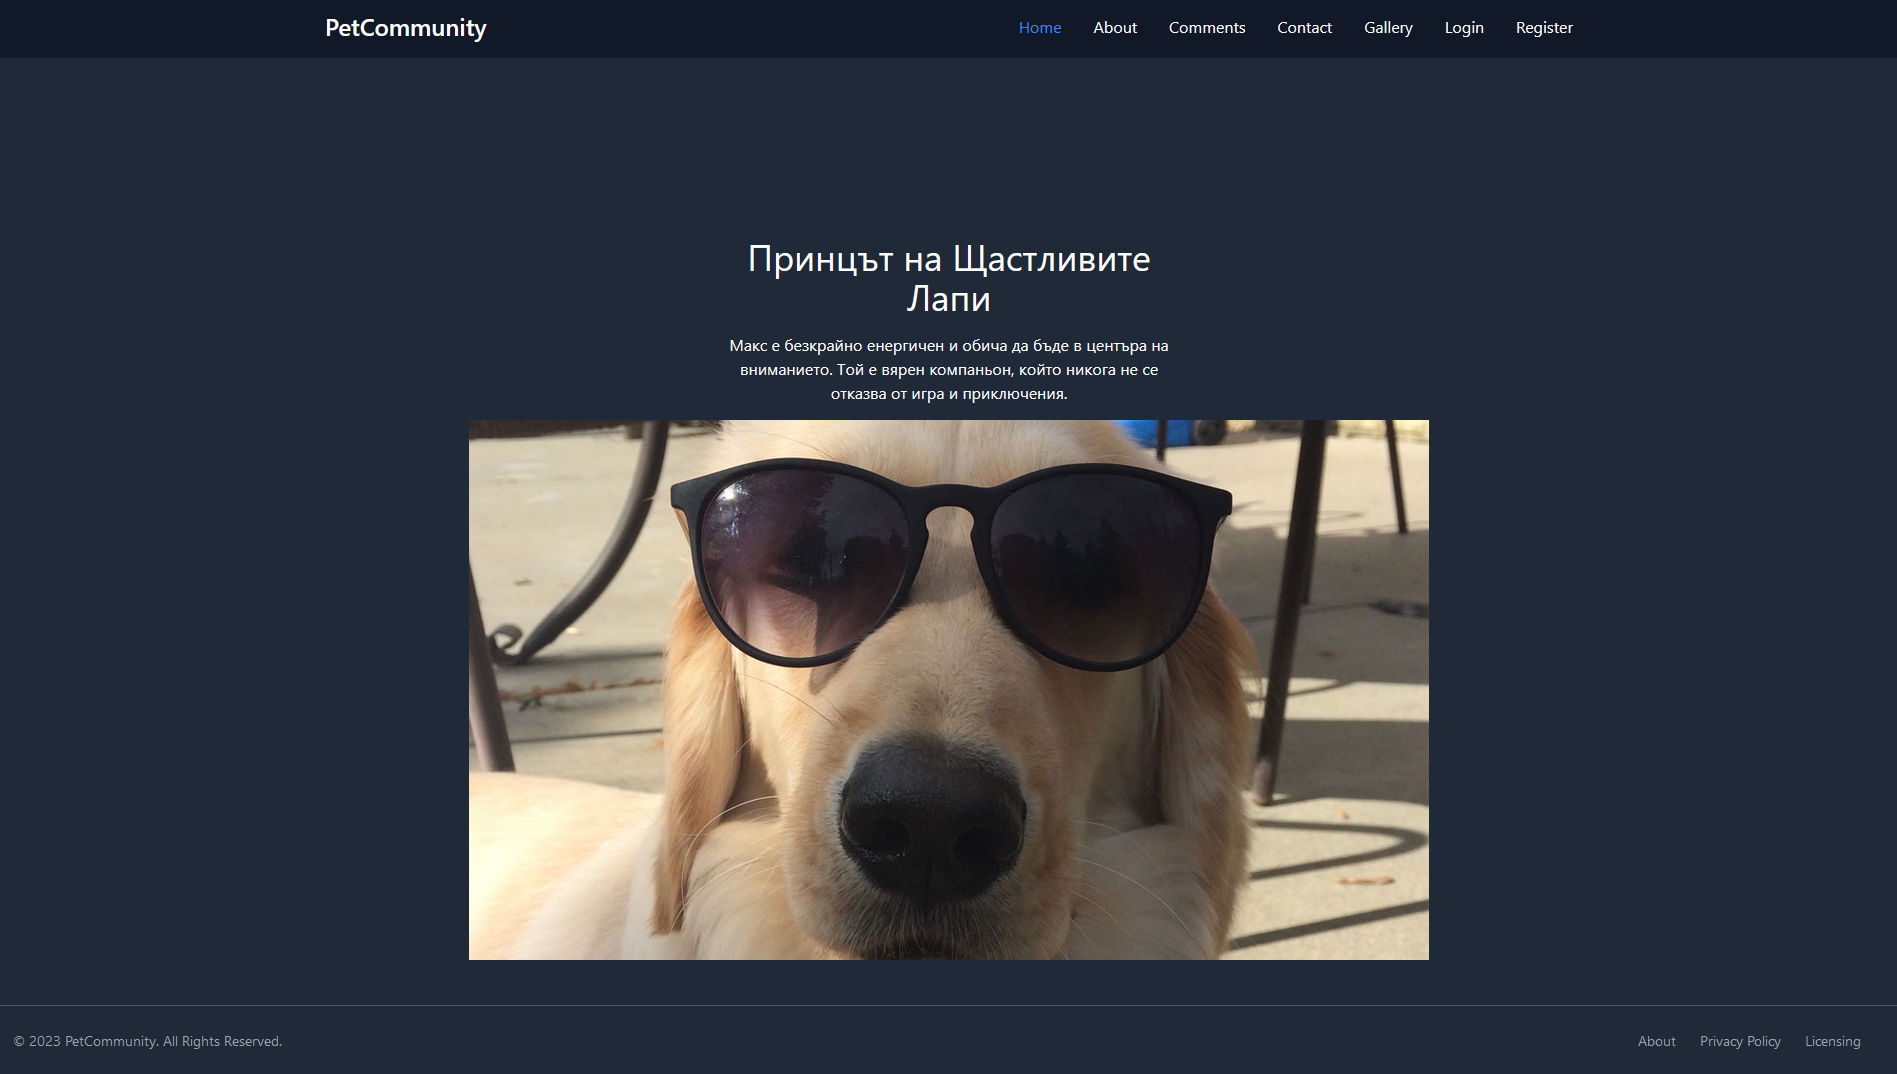 PetCommunity
Home About Comments Contact Gallery Login Register
Принцът на Щастливите
Лапи
Макс е безкрайно енергичен и обича да бъде в центъра на
вниманието. Той е вярен компаньон, който никога не се
отказва от игра и приключения.
© 2023 PetCommunity. All Rights Reserved.
About Privacy Policy Licensing